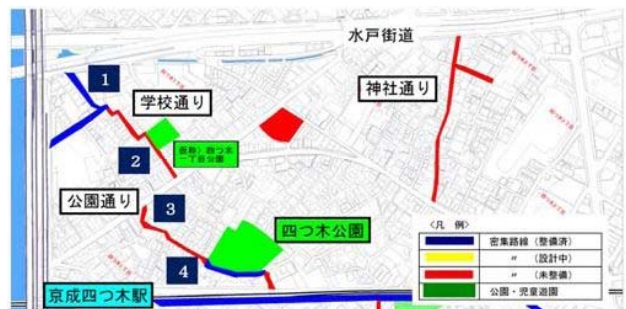 水戸街道
1
学校通り
神社通り
仮称）四つ木
一丁目公園
2
公園通り
3
四つ木公園
4
京成四つ木駅
〈凡 例〉
密集路線（整備済）
〃 （設計中）
〃 （未整備）
公園・児童遊園